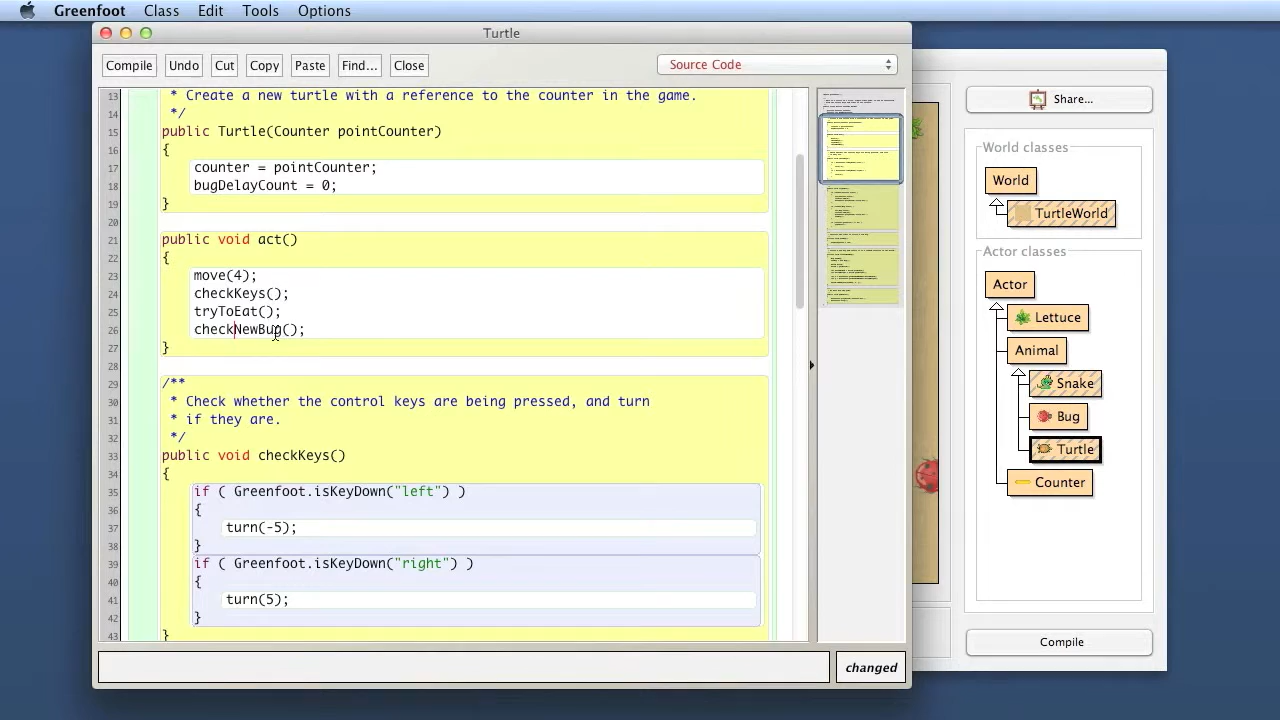 Greenfoot Class Edit Tools Options
Turtle
Compile Undo Cut Copy Paste Find... Close Source Code
13 * Create a new turtle with a reference to the counter in the game.
14 */
15 public Turtle(Counter pointCounter)
16 {
17 counter = pointCounter;
18 bugDelayCount = 0;
19 }
20
21 public void act()
22 {
23 move(4);
24 checkKeys();
25 tryToEat();
26 checkNewBug();
27 }
28
29 /**
30 * Check whether the control keys are being pressed, and turn
31 * if they are.
32 */
33 public void checkKeys()
34 {
35 if ( Greenfoot.isKeyDown("left") )
36 {
37 turn(-5);
38 }
39 if ( Greenfoot.isKeyDown("right") )
40 {
41 turn(5);
42 }
43 }
changed
Share...
World classes
World
TurtleWorld
Actor classes
Actor
Lettuce
Animal
Snake
Bug
Turtle
Counter
Compile